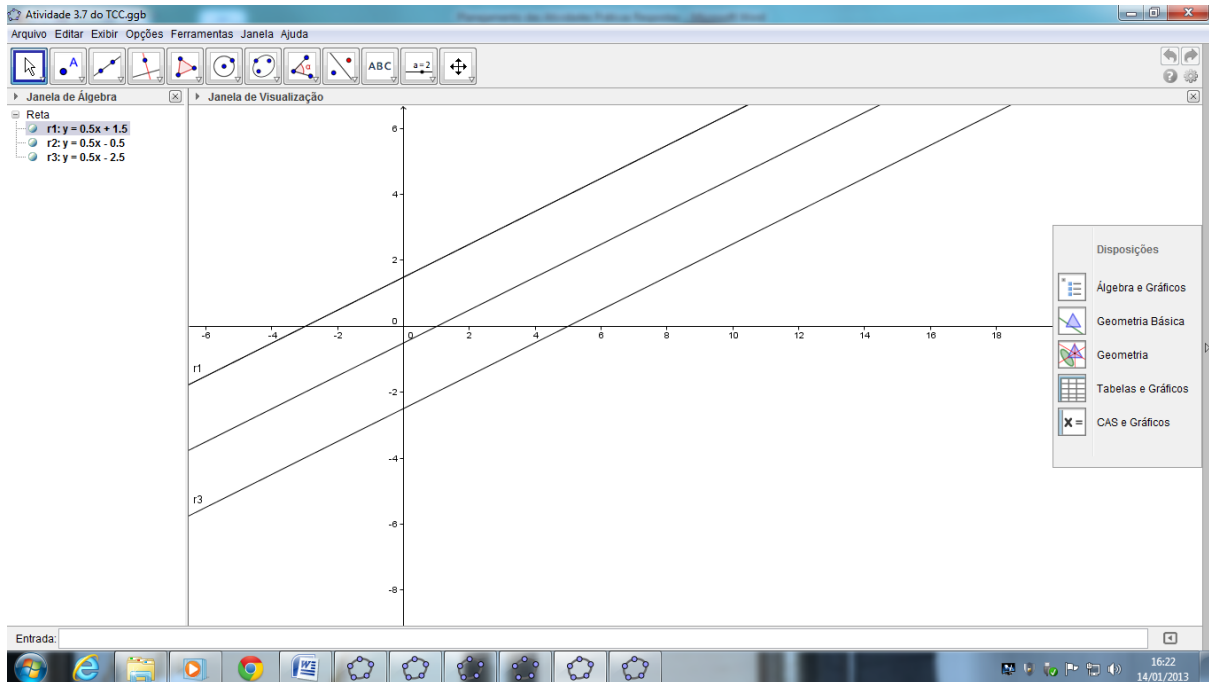 Atividade 3.7 do TCC.ggb
Arquivo Editar Exibir Opções Ferramentas Janela Ajuda
A
α
ABC
a=2
Janela de Álgebra
Janela de Visualização
Reta
r1: y = 0.5x + 1.5
r2: y = 0.5x - 0.5
r3: y = 0.5x - 2.5
6
4
2
0
-6 -4 -2 0 2 4 6 8 10 12 14 16 18
r1
-2
-4
r3
-6
-8
Disposições
Álgebra e Gráficos
Geometria Básica
Geometria
Tabelas e Gráficos
x = CAS e Gráficos
Entrada:
16:22
14/01/2013